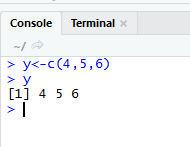 Console Terminal ×
~/
> y<-c(4,5,6)
> y
[1] 4 5 6
>